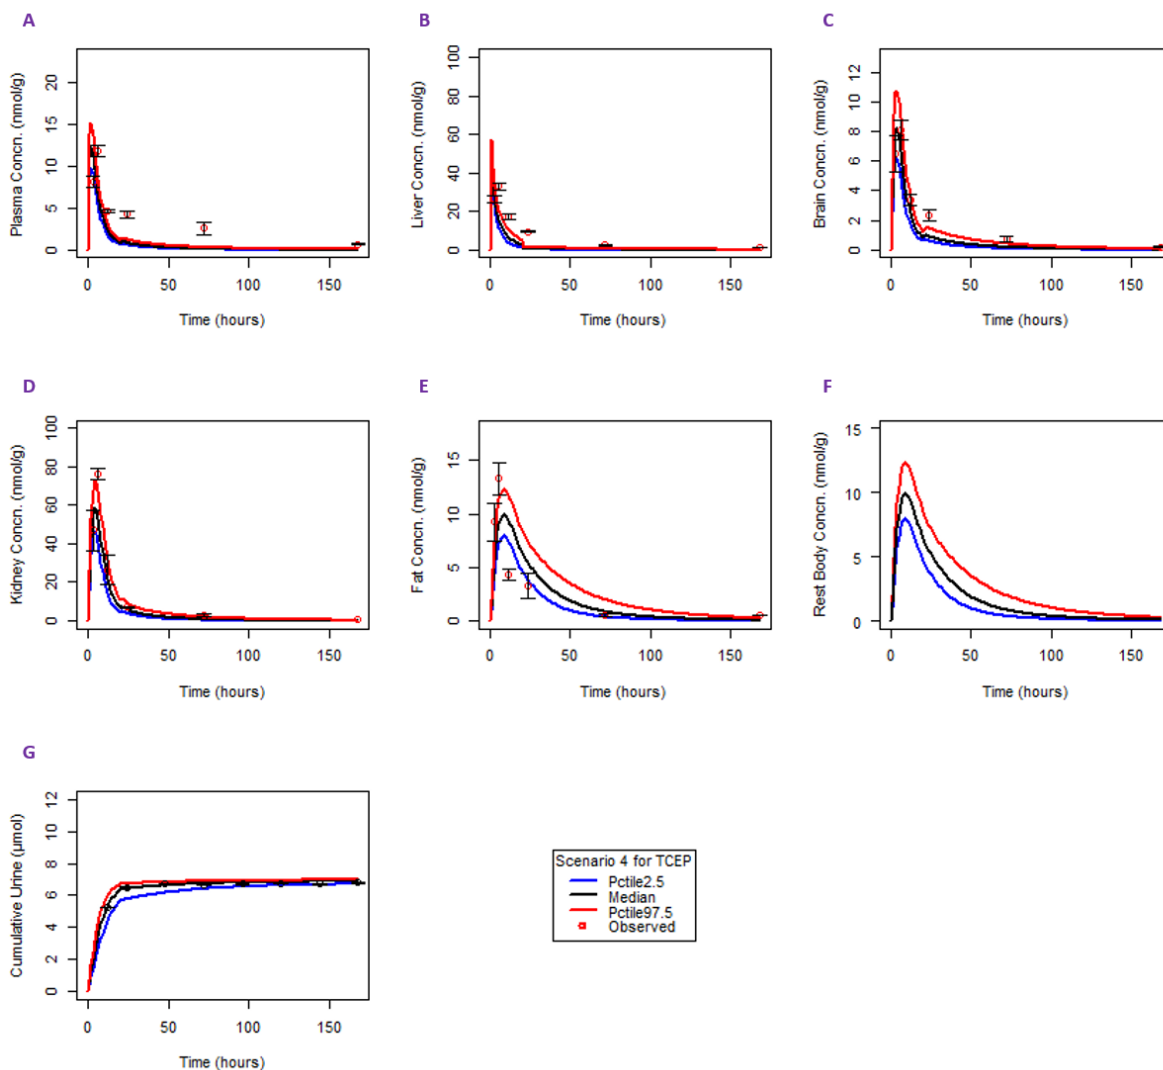 A
B
C
Plasma Concn. (nmol/g)
0 5 10 15 20
0 50 100 150
Time (hours)
Liver Concn. (nmol/g)
0 20 40 60 80 100
0 50 100 150
Time (hours)
Brain Concn. (nmol/g)
0 2 4 6 8 10 12
0 50 100 150
Time (hours)
D
E
F
Kidney Concn. (nmol/g)
0 20 40 60 80 100
0 50 100 150
Time (hours)
Fat Concn. (nmol/g)
0 5 10 15
0 50 100 150
Time (hours)
Rest Body Concn. (nmol/g)
0 5 10 15
0 50 100 150
Time (hours)
G
Cumulative Urine (µmol)
0 2 4 6 8 10 12
0 50 100 150
Time (hours)
Scenario 4 for TCEP
Pctile2.5
Median
Pctile97.5
Observed